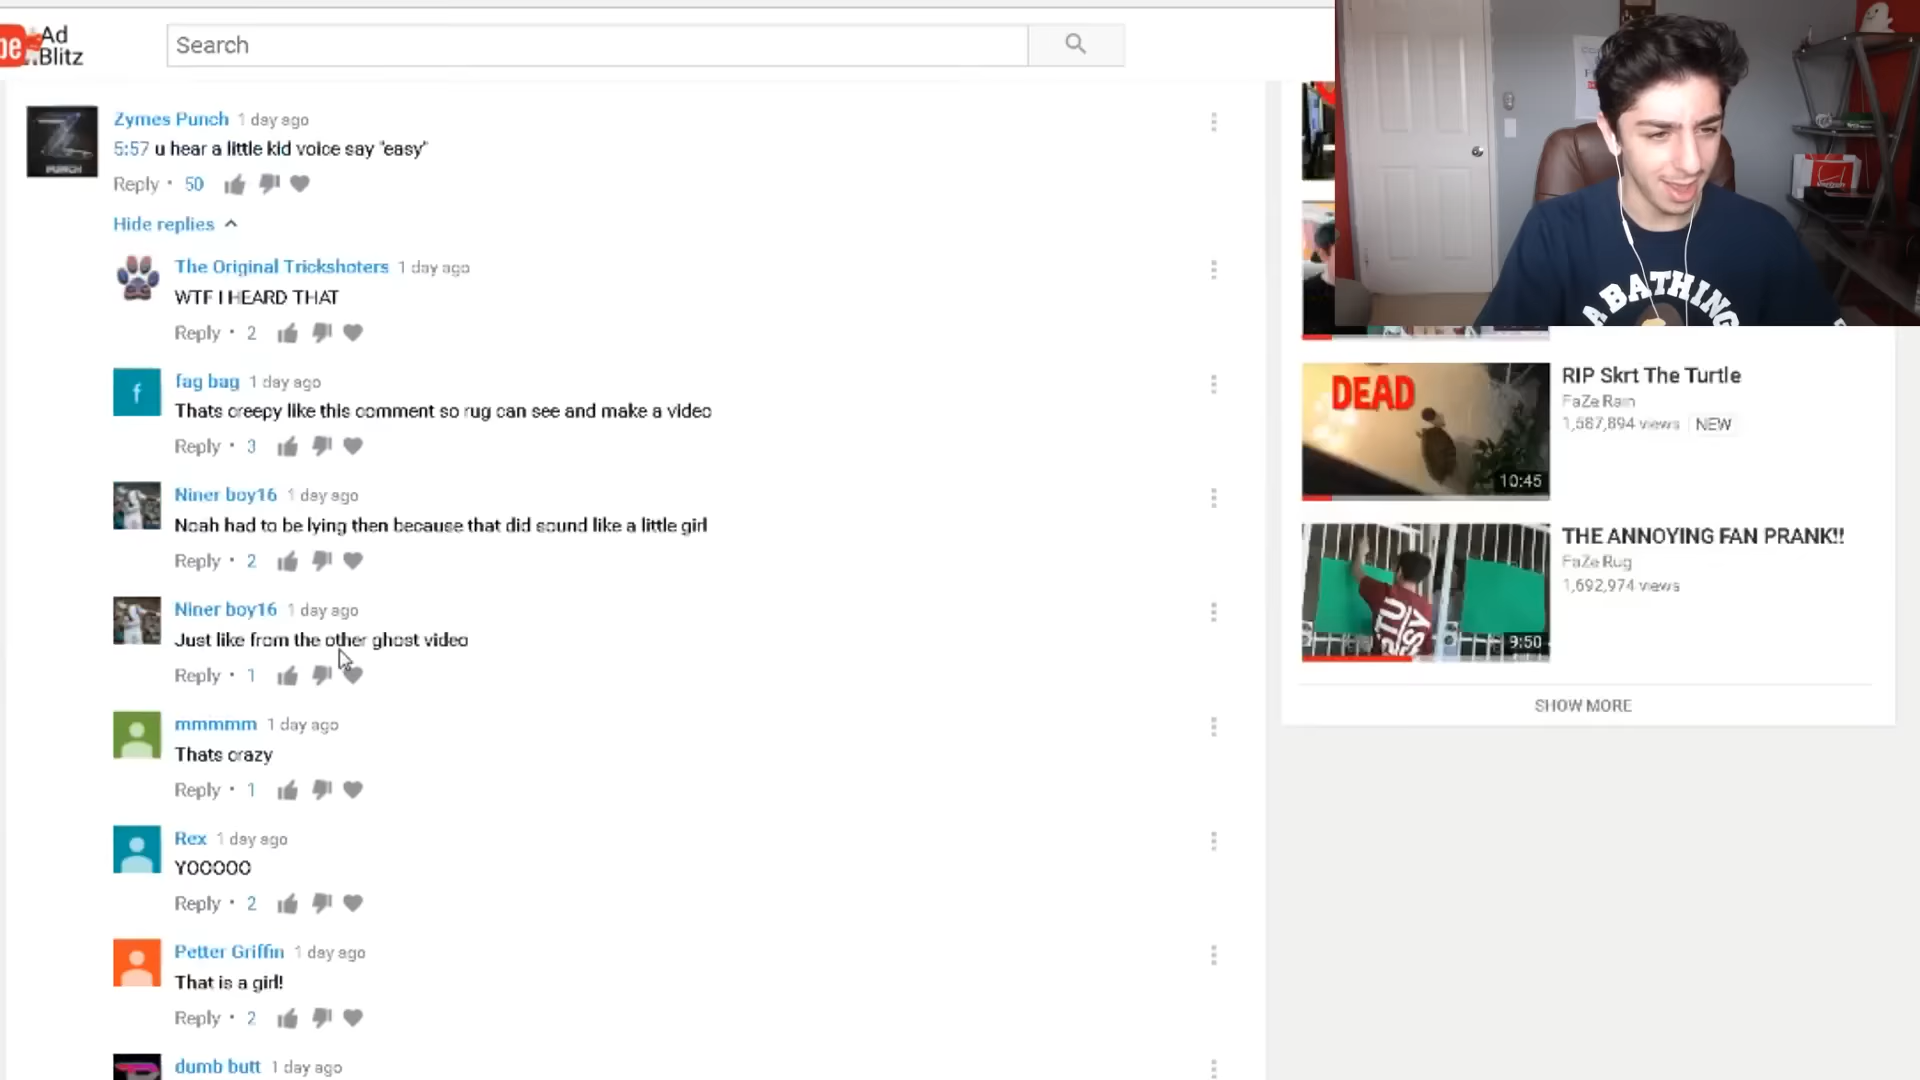 be Ad
Blitz
Search
Zymes Punch 1 day ago
5:57 u hear a little kid voice say "easy"
Reply • 50
Hide replies
The Original Trickshoters 1 day ago
WTF I HEARD THAT
Reply • 2
fag bag 1 day ago
Thats creepy like this comment so rug can see and make a video
Reply • 3
Niner boy16 1 day ago
Noah had to be lying then because that did sound like a little girl
Reply • 2
Niner boy16 1 day ago
Just like from the other ghost video
Reply • 1
mmmmm 1 day ago
Thats crazy
Reply • 1
Rex 1 day ago
YOOOOO
Reply • 2
Petter Griffin 1 day ago
That is a girl!
Reply • 2
dumb butt 1 day ago
Z
PUNCH
f
A BATHING
DEAD
10:45
RIP Skrt The Turtle
FaZe Rain
1,587,894 views NEW
9:50
THE ANNOYING FAN PRANK!!
FaZe Rug
1,692,974 views
SHOW MORE